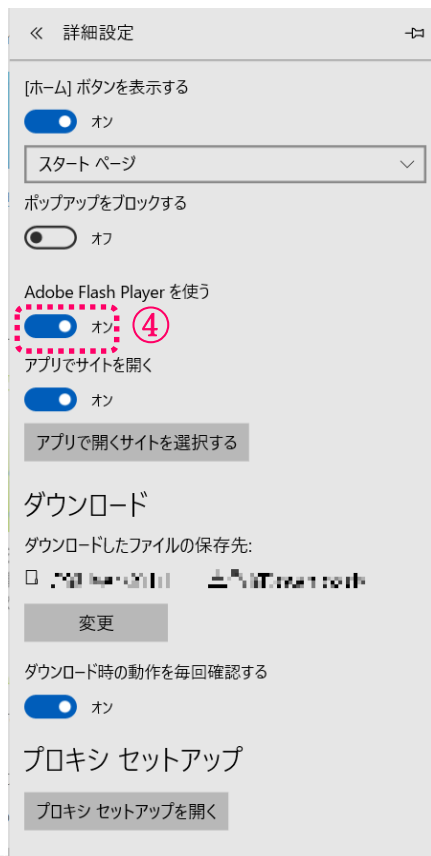 ≪ 詳細設定
[ホーム] ボタンを表示する
オン
スタート ページ
ポップアップをブロックする
オフ
Adobe Flash Player を使う
オン ④
アプリでサイトを開く
オン
アプリで開くサイトを選択する
ダウンロード
ダウンロードしたファイルの保存先:
変更
ダウンロード時の動作を毎回確認する
オン
プロキシ セットアップ
プロキシ セットアップを開く